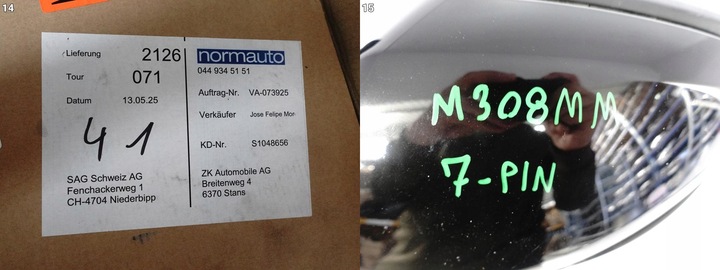 14
Lieferung 2126
Tour 071
Datum 13.05.25
41
SAG Schweiz AG
Fenchackerweg 1
CH-4704 Niederbipp
normauto
044 934 51 51
Auftrag-Nr. VA-073925
Verkäufer Jose Felipe Mor
KD-Nr. S1048656
ZK Automobile AG
Breitenweg 4
6370 Stans
15
M308MM
7-PIN